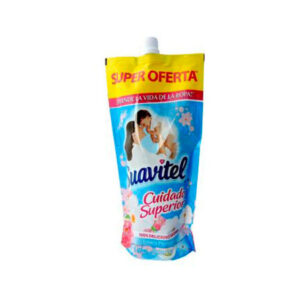 SUPER OFERTA
¡EXTIENDE LA VIDA DE LA ROPA!
Suavitel
Cuidado
Superior